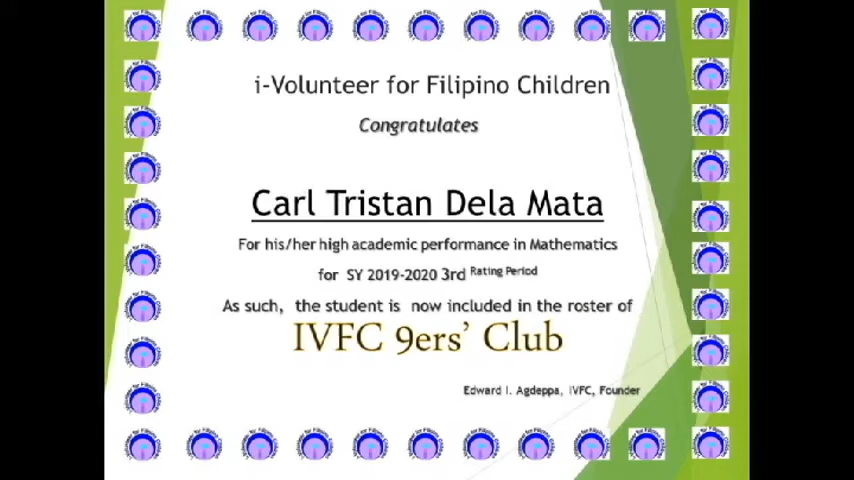 i-Volunteer for Filipino Children
Congratulates
Carl Tristan Dela Mata
For his/her high academic performance in Mathematics
for SY 2019-2020 3rd Rating Period
As such, the student is now included in the roster of
IVFC 9ers' Club
Edward I. Agdeppa, IVFC, Founder